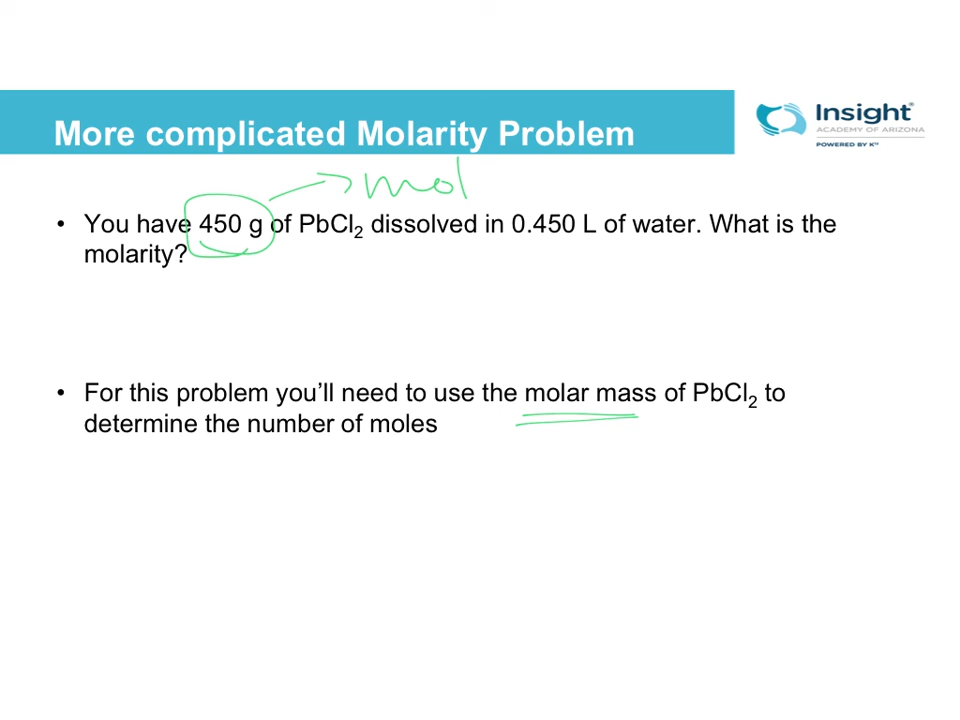 Insight®
ACADEMY OF ARIZONA
POWERED BY K¹²
More complicated Molarity Problem
mol
• You have 450 g of PbCl₂ dissolved in 0.450 L of water. What is the
molarity?
• For this problem you’ll need to use the molar mass of PbCl₂ to
determine the number of moles